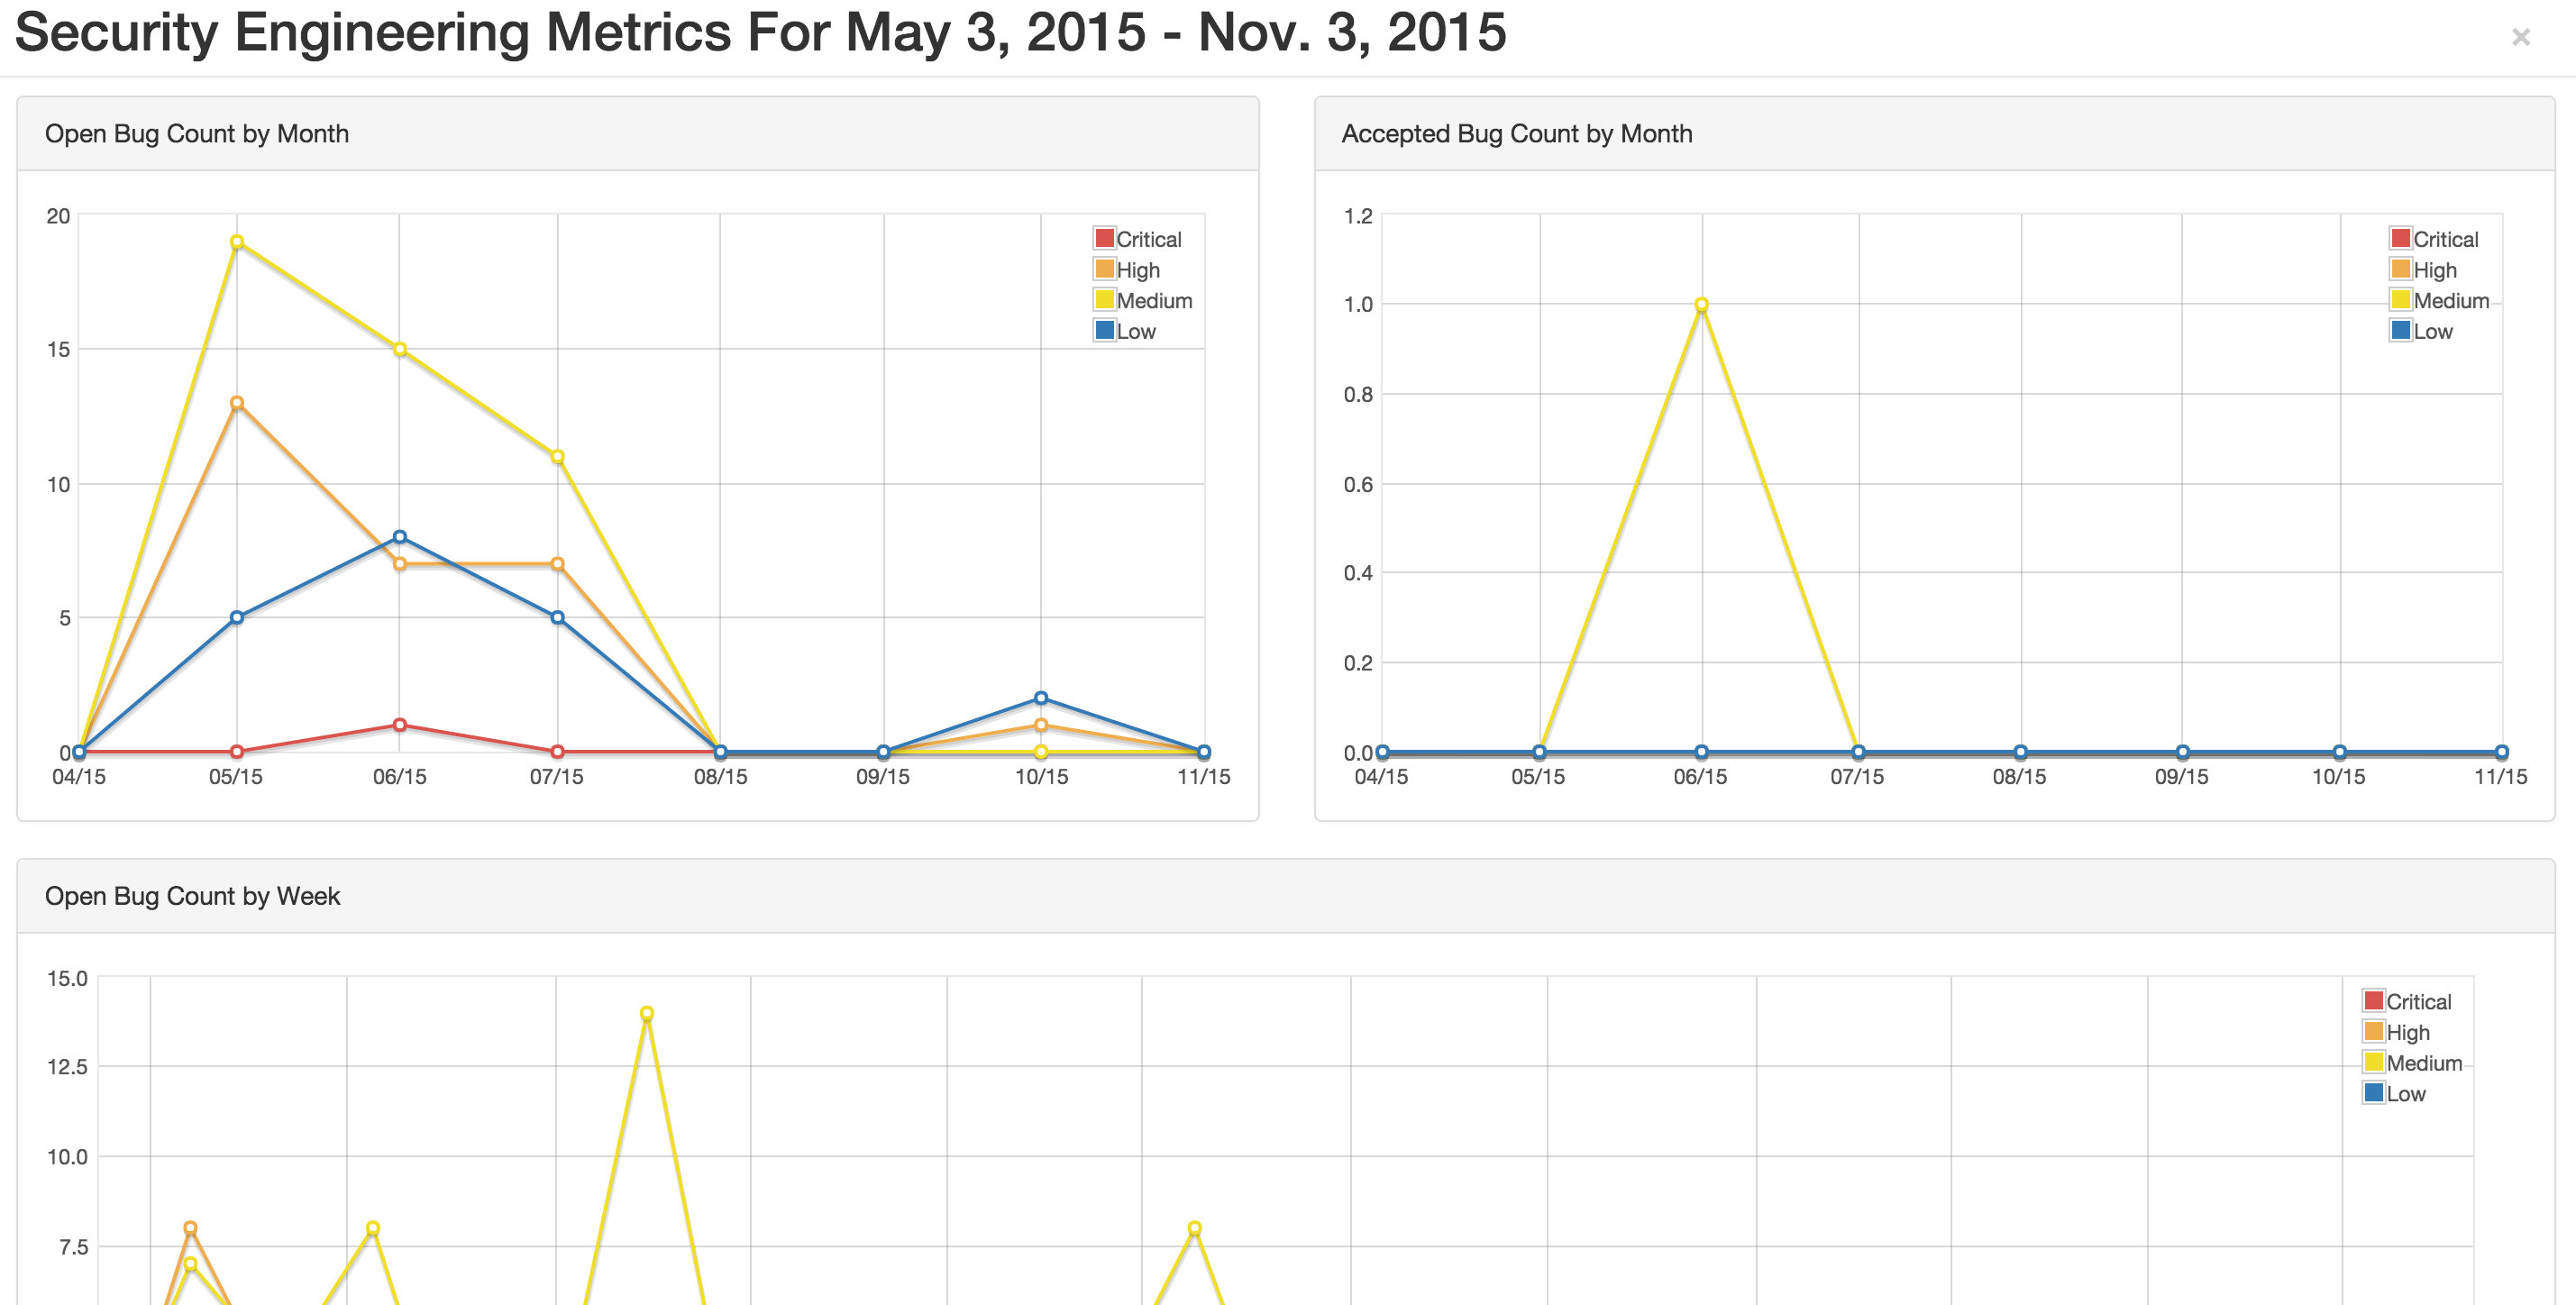 Security Engineering Metrics For May 3, 2015 - Nov. 3, 2015
×
Open Bug Count by Month
20
15
10
5
0
04/15 05/15 06/15 07/15 08/15 09/15 10/15 11/15
Critical
High
Medium
Low
Accepted Bug Count by Month
1.2
1.0
0.8
0.6
0.4
0.2
0.0
04/15 05/15 06/15 07/15 08/15 09/15 10/15 11/15
Critical
High
Medium
Low
Open Bug Count by Week
15.0
12.5
10.0
7.5
Critical
High
Medium
Low